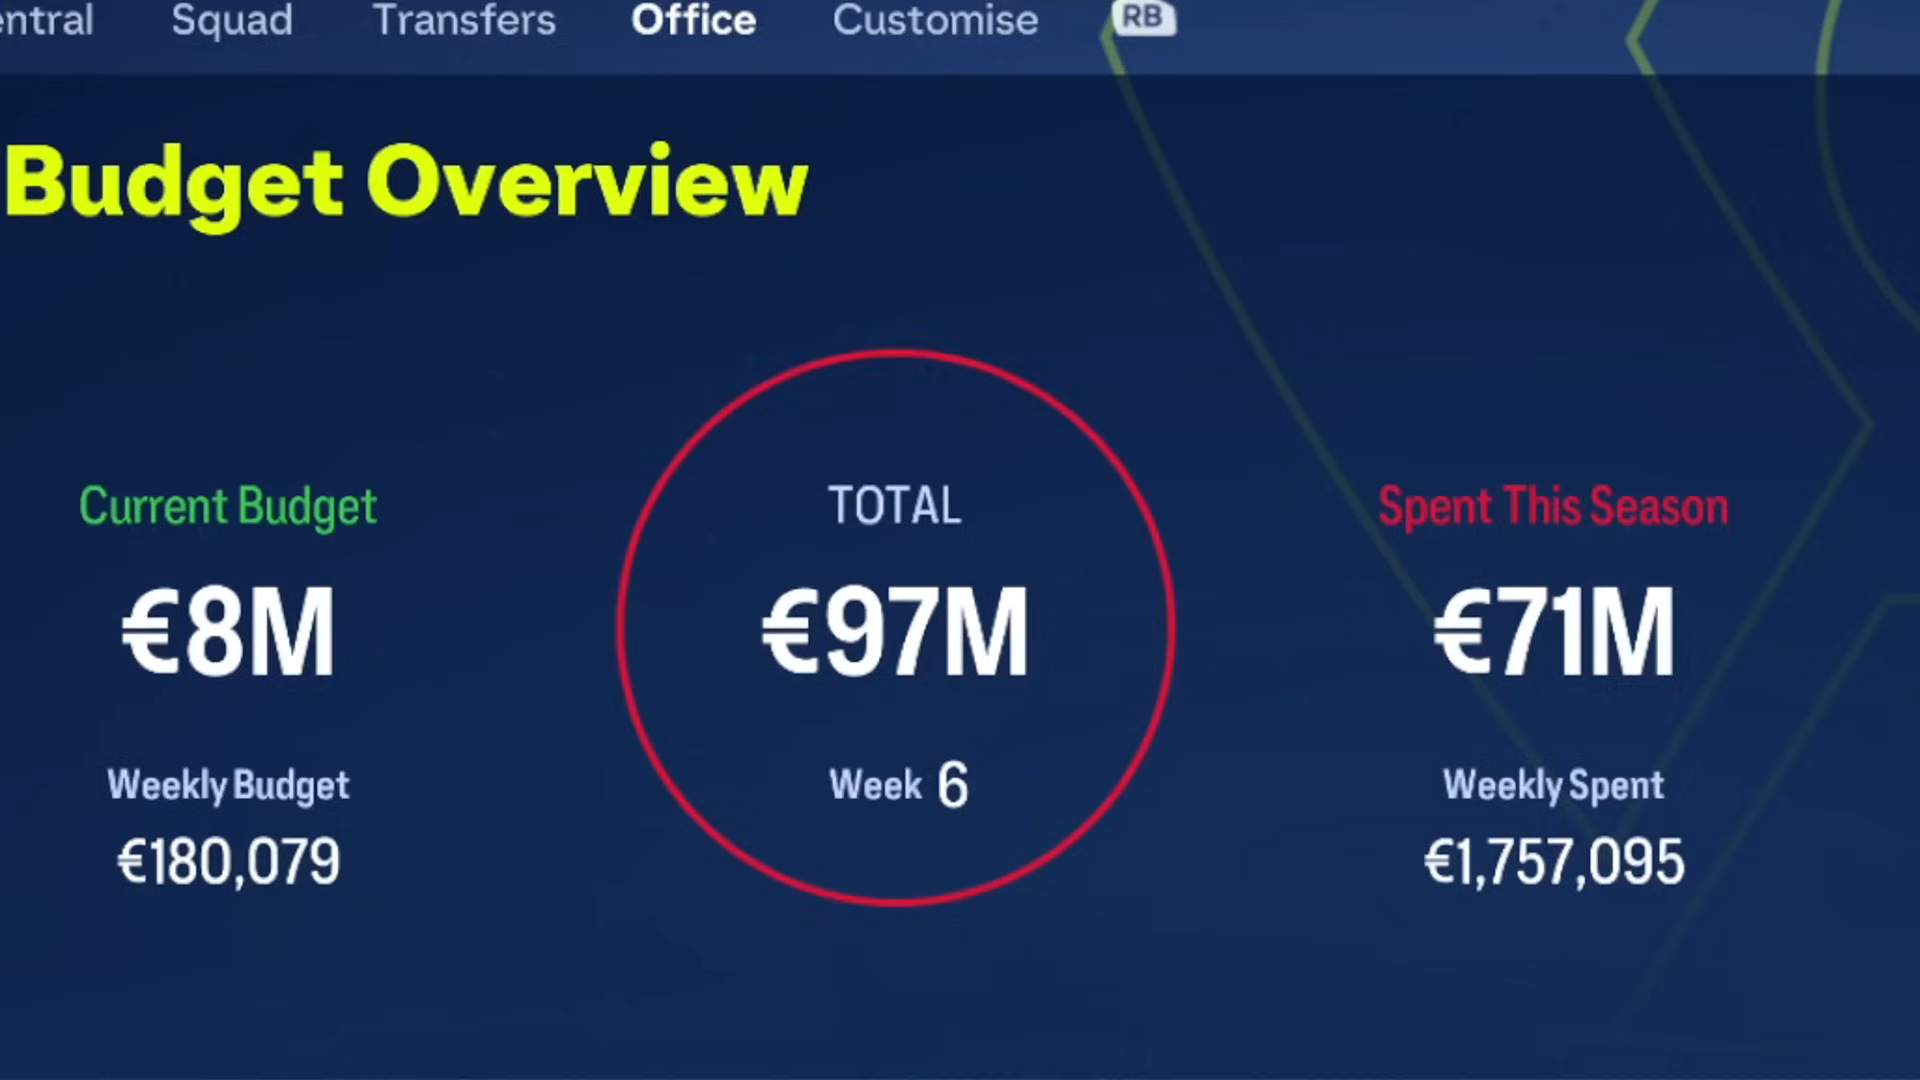 entral Squad Transfers Office Customise RB
Budget Overview
Current Budget TOTAL Spent This Season
€8M €97M €71M
Weekly Budget Week 6 Weekly Spent
€180,079 €1,757,095